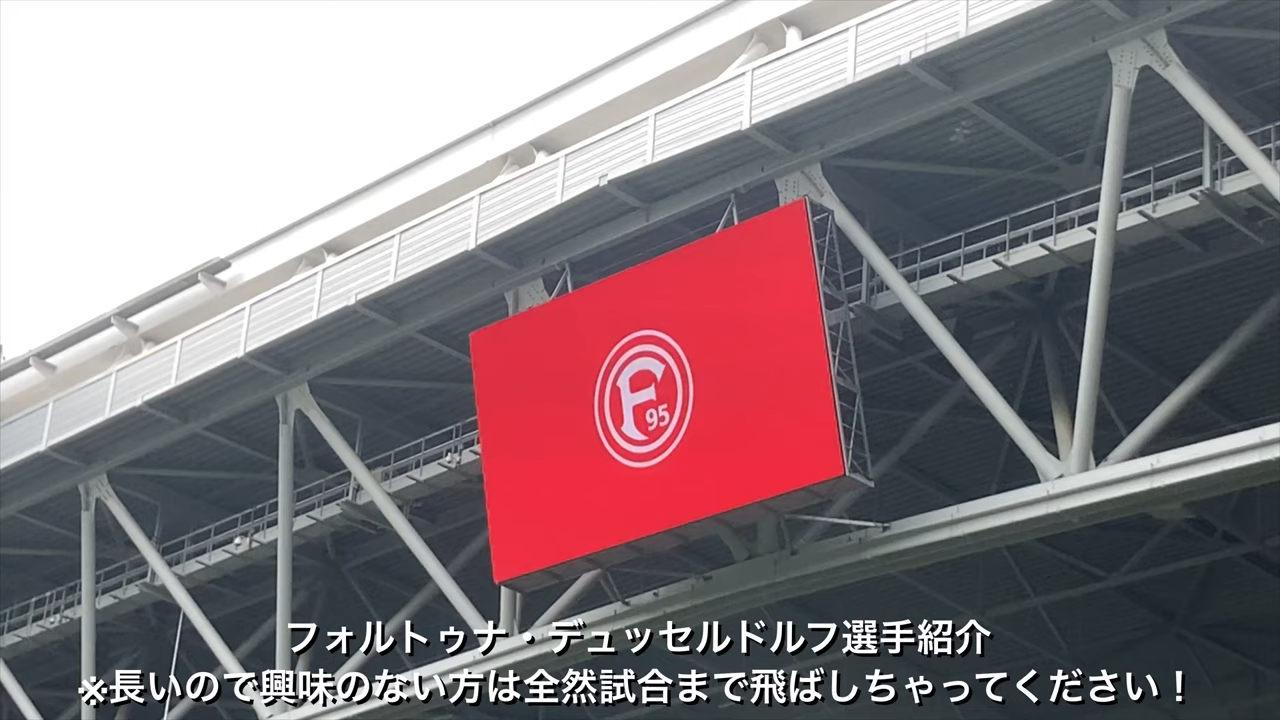 F
95
フォルトゥナ・デュッセルドルフ選手紹介
※長いので興味のない方は全然試合まで飛ばしちゃってください！